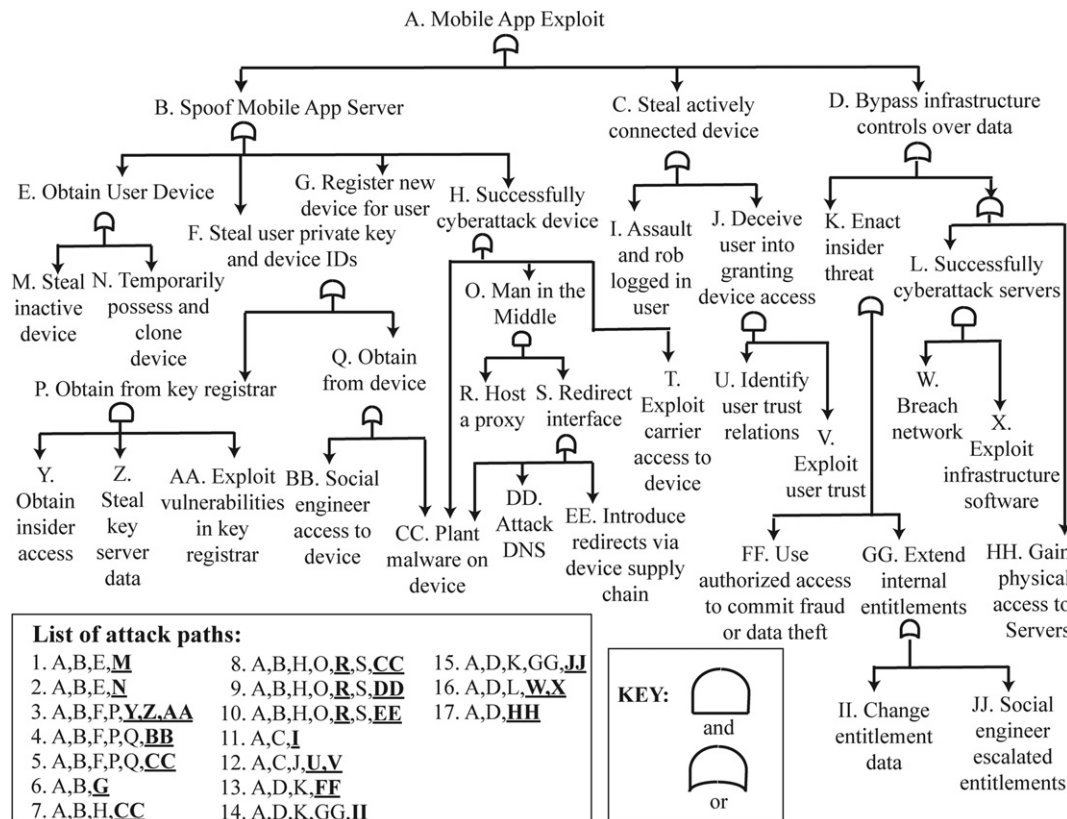 A. Mobile App Exploit
B. Spoof Mobile App Server
C. Steal actively
connected device
D. Bypass infrastructure
controls over data
E. Obtain User Device
G. Register new
device for user
H. Successfully
cyberattack device
F. Steal user private key
and device IDs
I. Assault
and rob
logged in
user
J. Deceive
user into
granting
device access
K. Enact
insider
threat
L. Successfully
cyberattack servers
M. Steal
inactive
device
N. Temporarily
possess and
clone
device
O. Man in the
Middle
P. Obtain from key registrar
Q. Obtain
from device
R. Host
a proxy
S. Redirect
interface
T.
Exploit
carrier
access to
device
U. Identify
user trust
relations
V.
Exploit
user trust
W.
Breach
network
X.
Exploit
infrastructure
software
Y.
Obtain
insider
access
Z.
Steal
key
server
data
AA. Exploit
vulnerabilities
in key
registrar
BB. Social
engineer
access to
device
CC. Plant
malware on
device
DD.
Attack
DNS
EE. Introduce
redirects via
device supply
chain
FF. Use
authorized access
to commit fraud
or data theft
GG. Extend
internal
entitlements
HH. Gain
physical
access to
Servers
II. Change
entitlement
data
JJ. Social
engineer
escalated
entitlements
List of attack paths:
1. A,B,E,M
2. A,B,E,N
3. A,B,F,P,Y,Z,AA
4. A,B,F,P,Q,BB
5. A,B,F,P,Q,CC
6. A,B,G
7. A,B,H,CC
8. A,B,H,O,R,S,CC
9. A,B,H,O,R,S,DD
10. A,B,H,O,R,S,EE
11. A,C,I
12. A,C,J,U,V
13. A,D,K,FF
14. A,D,K,GG,II
15. A,D,K,GG,JJ
16. A,D,L,W,X
17. A,D,HH
KEY:
and
or